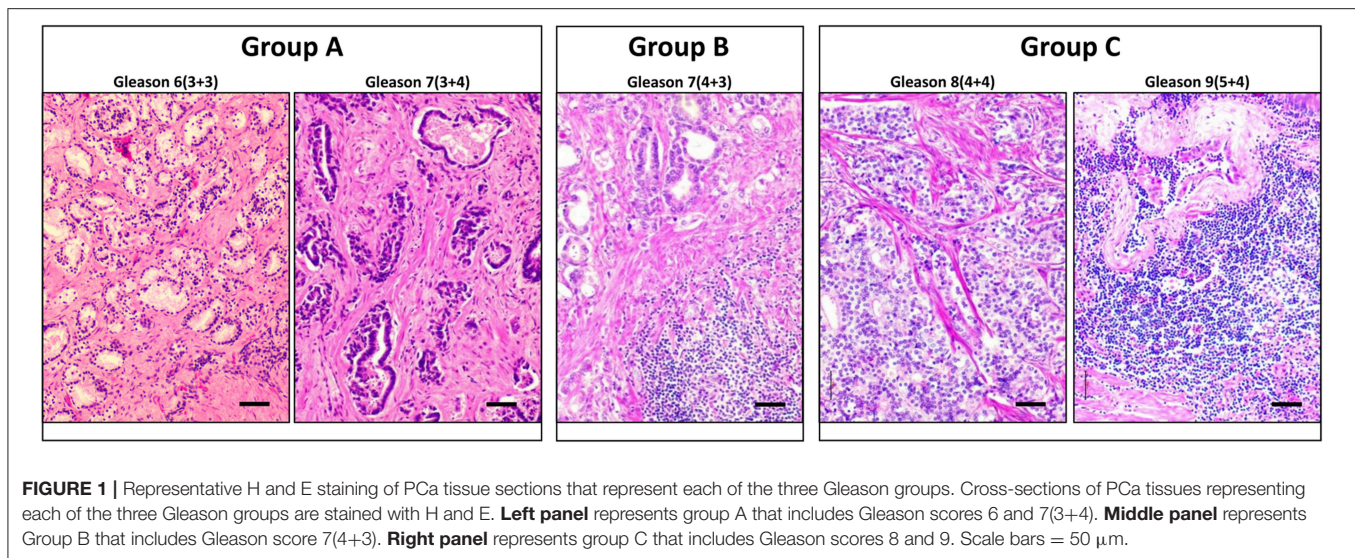 Group A
Group B
Group C
Gleason 6(3+3)
Gleason 7(3+4)
Gleason 7(4+3)
Gleason 8(4+4)
Gleason 9(5+4)
FIGURE 1 | Representative H and E staining of PCa tissue sections that represent each of the three Gleason groups. Cross-sections of PCa tissues representing
each of the three Gleason groups are stained with H and E. Left panel represents group A that includes Gleason scores 6 and 7(3+4). Middle panel represents
Group B that includes Gleason score 7(4+3). Right panel represents group C that includes Gleason scores 8 and 9. Scale bars = 50 μm.